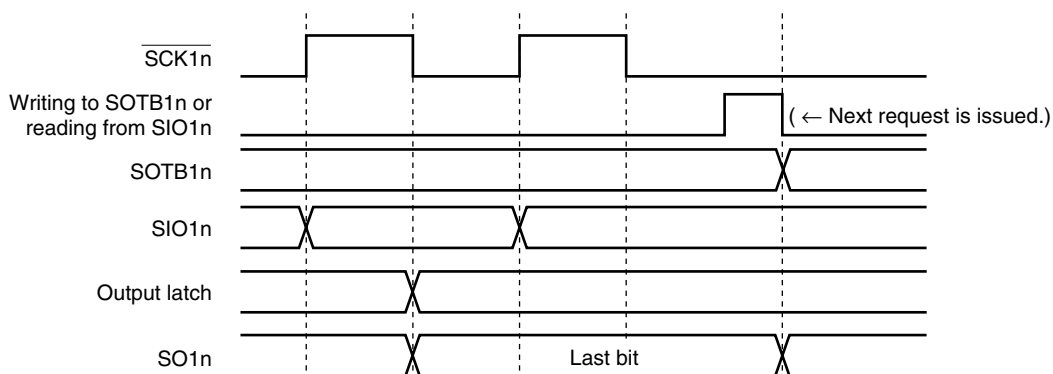 SCK1n
Writing to SOTB1n or
reading from SIO1n
( ← Next request is issued.)
SOTB1n
SIO1n
Output latch
SO1n
Last bit